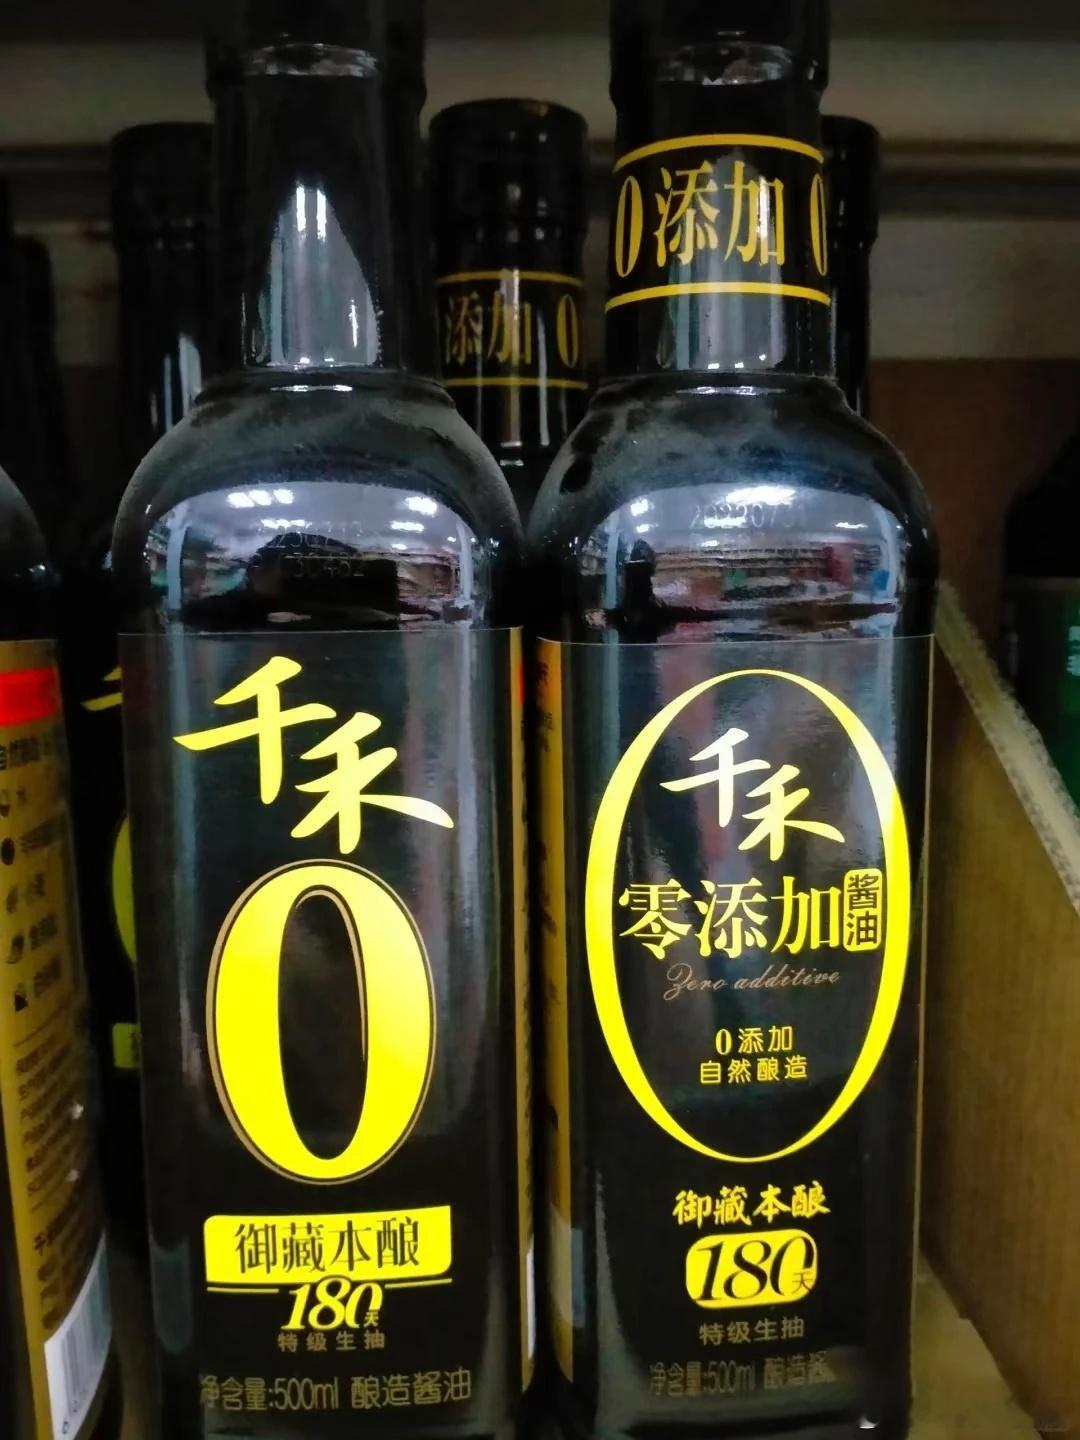 0添加0
添加 0
20220731
千禾
0
御藏本酿
180天
特级生抽
净含量:500ml 酿造酱油
千禾
零添加
酱油
Zero additive
0添加
自然酿造
御藏本酿
180天
特级生抽
净含量:500ml 酿造酱